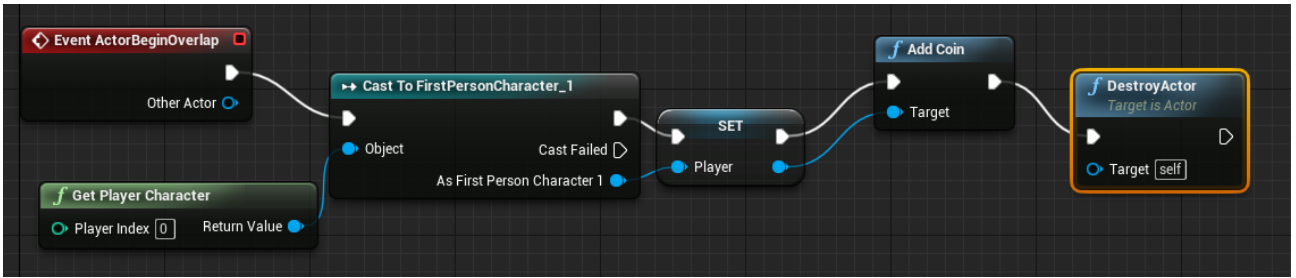 Event ActorBeginOverlap
Other Actor
Get Player Character
Player Index 0 Return Value
Cast To FirstPersonCharacter_1
Object Cast Failed
As First Person Character 1
SET
Player
Add Coin
Target
DestroyActor
Target is Actor
Target self